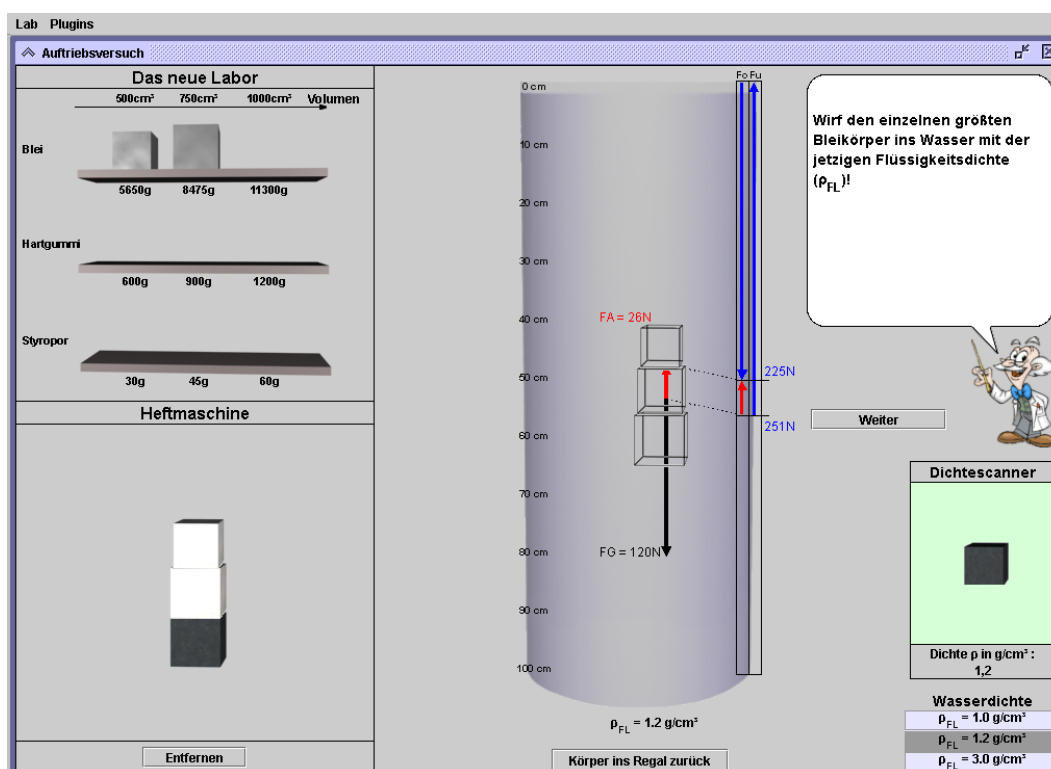 Lab Plugins
Auftriebsversuch
Das neue Labor
500cm³ 750cm³ 1000cm³ Volumen
Blei
5650g 8475g 11300g
Hartgummi
600g 900g 1200g
Styropor
30g 45g 60g
Heftmaschine
Entfernen
Fo Fu
0 cm
10 cm
20 cm
30 cm
40 cm
50 cm
60 cm
70 cm
80 cm
90 cm
100 cm
FA = 26N
225N
251N
FG = 120N
ρFL = 1.2 g/cm³
Körper ins Regal zurück
Wirf den einzelnen größten
Bleikörper ins Wasser mit der
jetzigen Flüssigkeitsdichte
(ρFL)!
Weiter
Dichtescanner
Dichte ρ in g/cm³ :
1,2
Wasserdichte
ρFL = 1.0 g/cm³
ρFL = 1.2 g/cm³
ρFL = 3.0 g/cm³